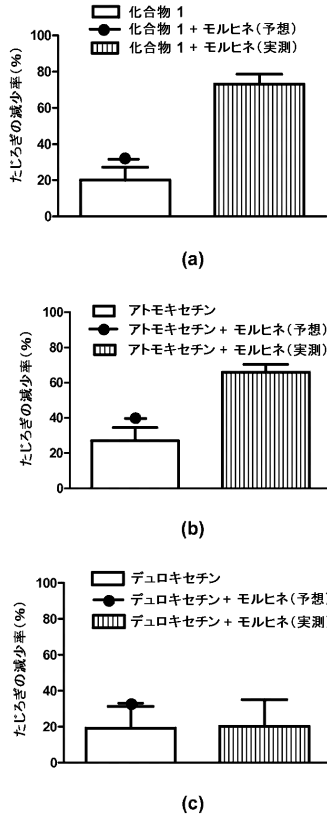 化合物 1
化合物 1 + モルヒネ(予想)
化合物 1 + モルヒネ(実測)
たじろぎの減少率(%)
100
80
60
40
20
0
(a)
アトモキセチン
アトモキセチン + モルヒネ(予想)
アトモキセチン + モルヒネ(実測)
たじろぎの減少率(%)
100
80
60
40
20
0
(b)
デュロキセチン
デュロキセチン + モルヒネ(予想)
デュロキセチン + モルヒネ(実測)
たじろぎの減少率(%)
100
80
60
40
20
0
(c)